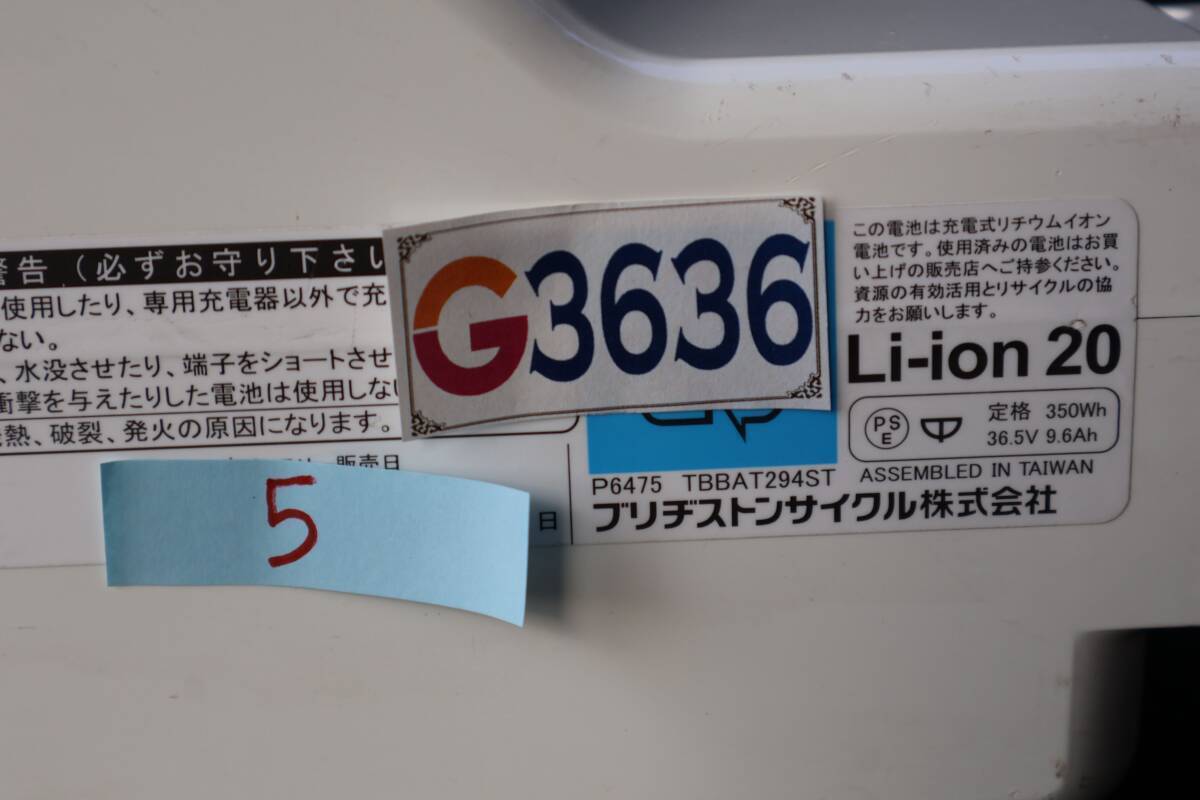 警告(必ずお守り下さい
使用したり、専用充電器以外で充
ない。
、水没させたり、端子をショートさせ
衝撃を与えたりした電池は使用しない
熱、破裂、発火の原因になります。
販売日
日
5
G3636
この電池は充電式リチウムイオン
電池です。使用済みの電池はお買
い上げの販売店へご持参ください。
資源の有効活用とリサイクルの協
力をお願いします。
Li-ion 20
PS
E
定格 350Wh
36.5V 9.6Ah
P6475 TBBAT294ST
ASSEMBLED IN TAIWAN
ブリヂストンサイクル株式会社